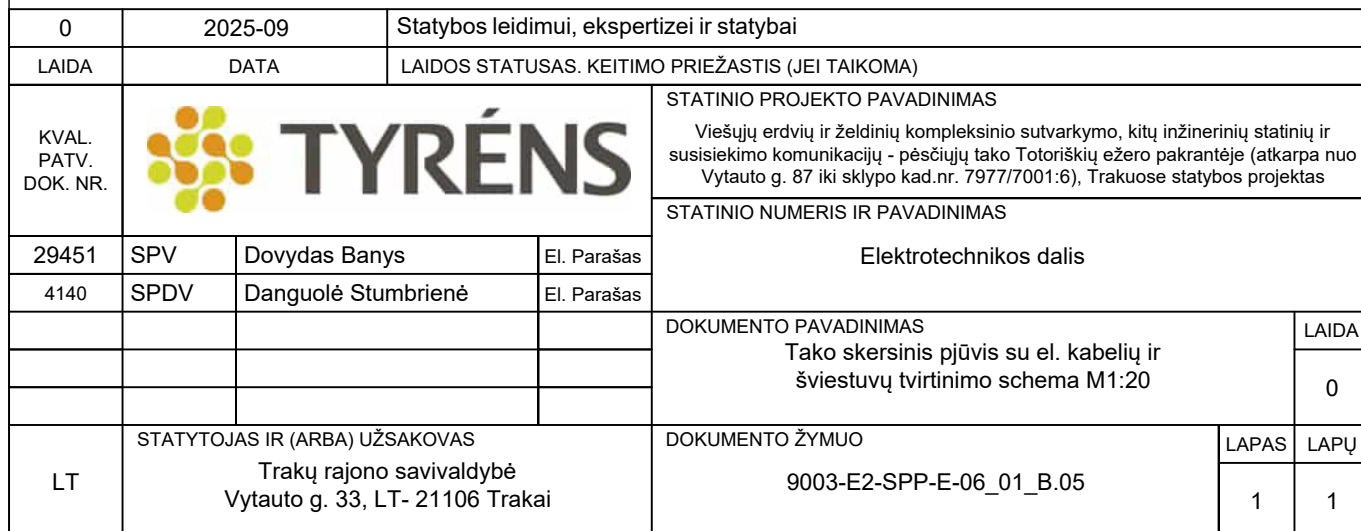 0 2025-09 Statybos leidimui, ekspertizei ir statybai
LAIDA DATA LAIDOS STATUSAS. KEITIMO PRIEŽASTIS (JEI TAIKOMA)
KVAL.
PATV.
DOK. NR.
TYRÉNS
STATINIO PROJEKTO PAVADINIMAS
Viešųjų erdvių ir želdinių kompleksinio sutvarkymo, kitų inžinerinių statinių ir
susisiekimo komunikacijų - pėsčiųjų tako Totoriškių ežero pakrantėje (atkarpa nuo
Vytauto g. 87 iki sklypo kad.nr. 7977/7001:6), Trakuose statybos projektas
STATINIO NUMERIS IR PAVADINIMAS
Elektrotechnikos dalis
29451 SPV Dovydas Banys El. Parašas
4140 SPDV Danguolė Stumbrienė El. Parašas
DOKUMENTO PAVADINIMAS
Tako skersinis pjūvis su el. kabelių ir
šviestuvų tvirtinimo schema M1:20
LAIDA
0
LT
STATYTOJAS IR (ARBA) UŽSAKOVAS
Trakų rajono savivaldybė
Vytauto g. 33, LT- 21106 Trakai
DOKUMENTO ŽYMUO
9003-E2-SPP-E-06_01_B.05
LAPAS LAPŲ
1 1